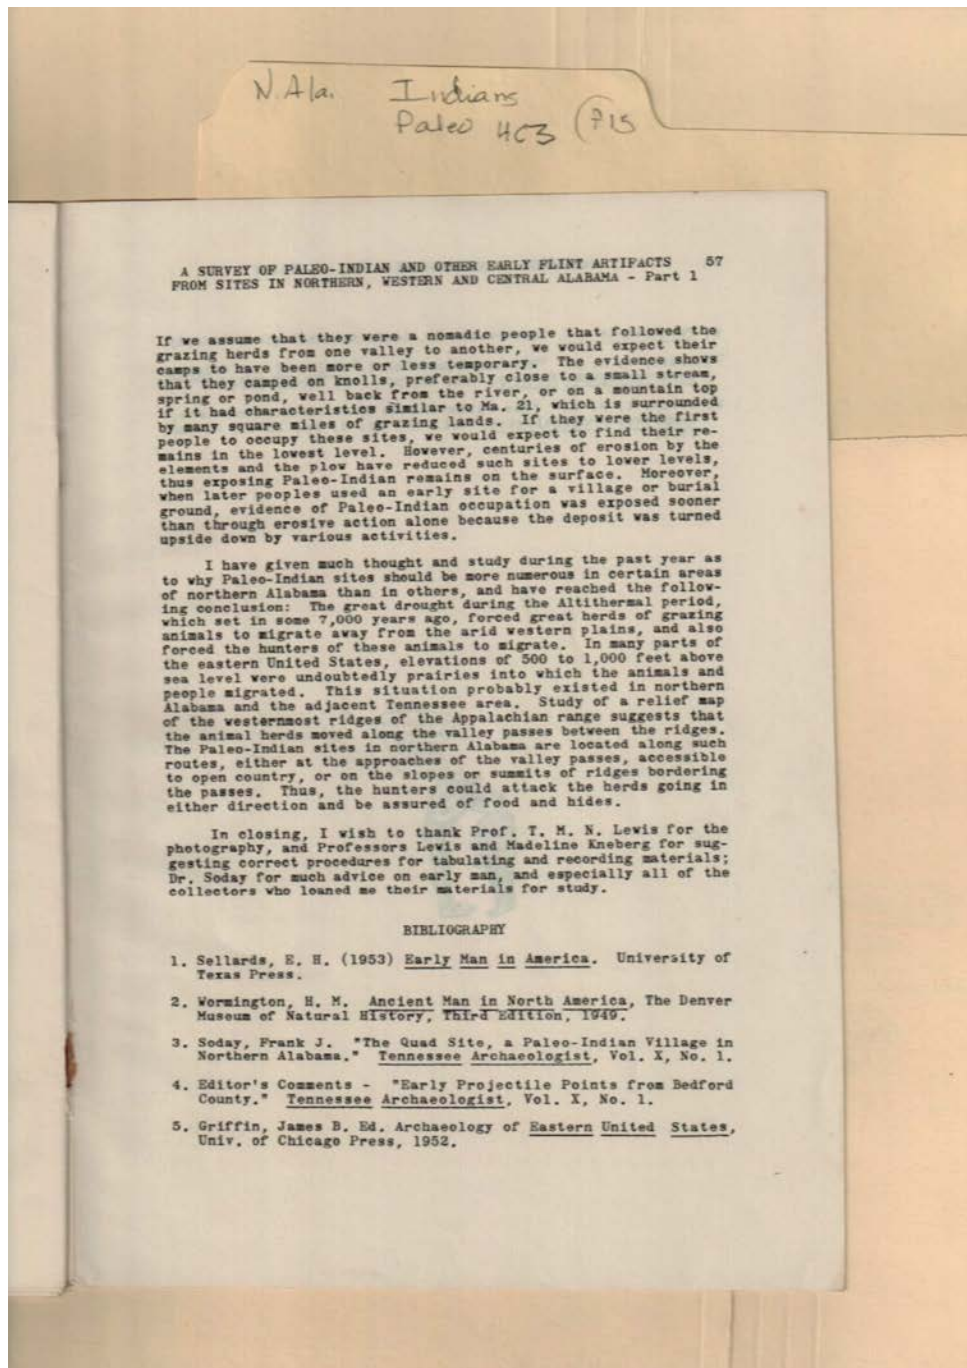 N. Ala. Indians
Paleo 4C3 P15
A SURVEY OF PALEO-INDIAN AND OTHER EARLY FLINT ARTIFACTS 57
FROM SITES IN NORTHERN, WESTERN AND CENTRAL ALABAMA - Part 1
If we assume that they were a nomadic people that followed the
grazing herds from one valley to another, we would expect their
camps to have been more or less temporary. The evidence shows
that they camped on knolls, preferably close to a small stream,
spring or pond, well back from the river, or on a mountain top
if it had characteristics similar to Ma. 21, which is surrounded
by many square miles of grazing lands. If they were the first
people to occupy these sites, we would expect to find their re-
mains in the lowest level. However, centuries of erosion by the
elements and the plow have reduced such sites to lower levels,
thus exposing Paleo-Indian remains on the surface. Moreover,
when later peoples used an early site for a village or burial
ground, evidence of Paleo-Indian occupation was exposed sooner
than through erosive action alone because the deposit was turned
upside down by various activities.
I have given much thought and study during the past year as
to why Paleo-Indian sites should be more numerous in certain areas
of northern Alabama than in others, and have reached the follow-
ing conclusion: The great drought during the Altithermal period,
which set in some 7,000 years ago, forced great herds of grazing
animals to migrate away from the arid western plains, and also
forced the hunters of these animals to migrate. In many parts of
the eastern United States, elevations of 500 to 1,000 feet above
sea level were undoubtedly prairies into which the animals and
people migrated. This situation probably existed in northern
Alabama and the adjacent Tennessee area. Study of a relief map
of the westernmost ridges of the Appalachian range suggests that
the animal herds moved along the valley passes between the ridges.
The Paleo-Indian sites in northern Alabama are located along such
routes, either at the approaches of the valley passes, accessible
to open country, or on the slopes or summits of ridges bordering
the passes. Thus, the hunters could attack the herds going in
either direction and be assured of food and hides.
In closing, I wish to thank Prof. T. M. N. Lewis for the
photography, and Professors Lewis and Madeline Kneberg for sug-
gesting correct procedures for tabulating and recording materials;
Dr. Soday for much advice on early man, and especially all of the
collectors who loaned me their materials for study.
BIBLIOGRAPHY
1. Sellards, E. H. (1953) Early Man in America. University of
Texas Press.
2. Wormington, H. M. Ancient Man in North America, The Denver
Museum of Natural History, Third Edition, 1949.
3. Soday, Frank J. "The Quad Site, a Paleo-Indian Village in
Northern Alabama." Tennessee Archaeologist, Vol. X, No. 1.
4. Editor's Comments - "Early Projectile Points from Bedford
County." Tennessee Archaeologist, Vol. X, No. 1.
5. Griffin, James B. Ed. Archaeology of Eastern United States,
Univ. of Chicago Press, 1952.